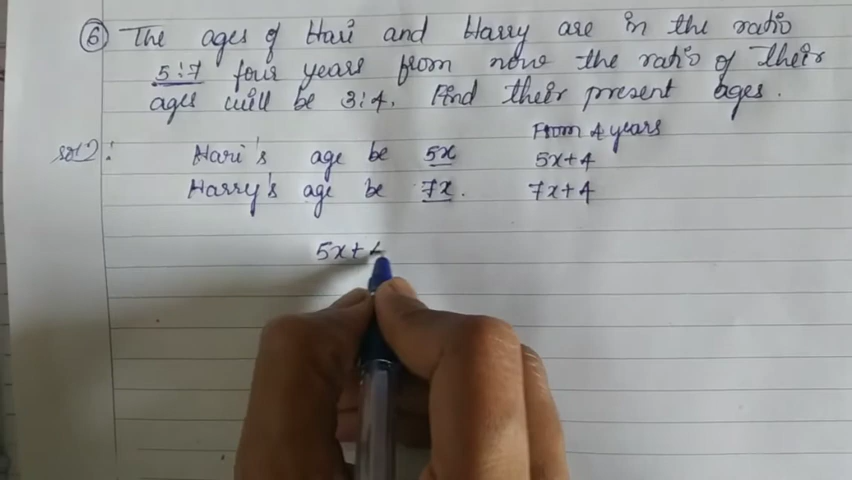 6 The ages of Hari and Harry are in the ratio
5:7 four years from now the ratio of their
ages will be 3:4. Find their present ages.
From 4 years
Sol?: Hari's age be 5x 5x+4
Harry's age be 7x. 7x+4
5x+4